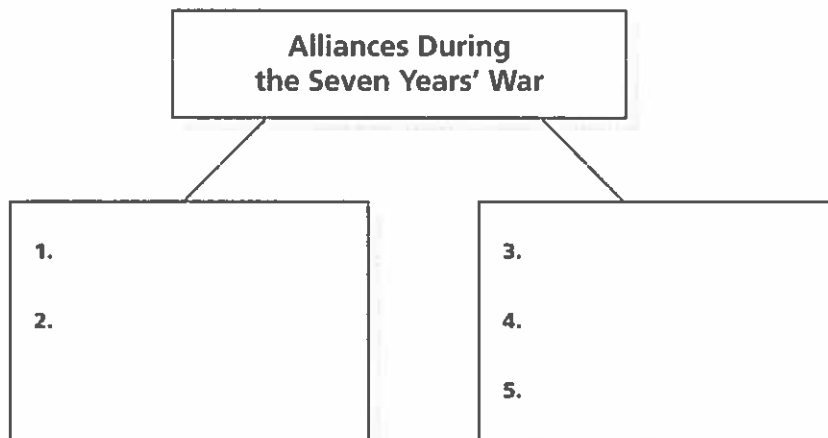 Alliances During
the Seven Years' War
1.
2.
3.
4.
5.